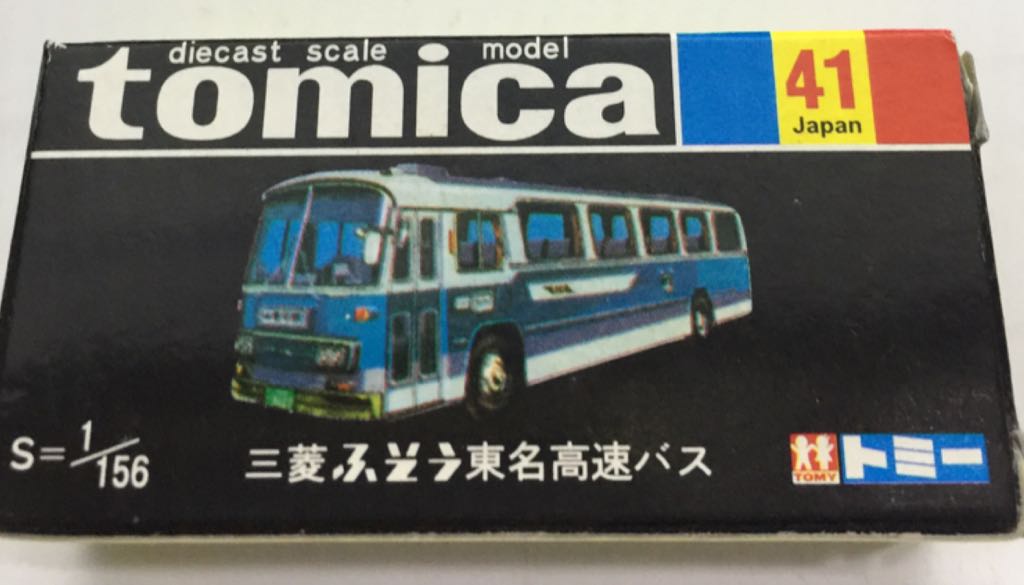 diecast scale model
tomica
41
Japan
S=1/156
三菱ふそう東名高速バス
TOMY
トミー